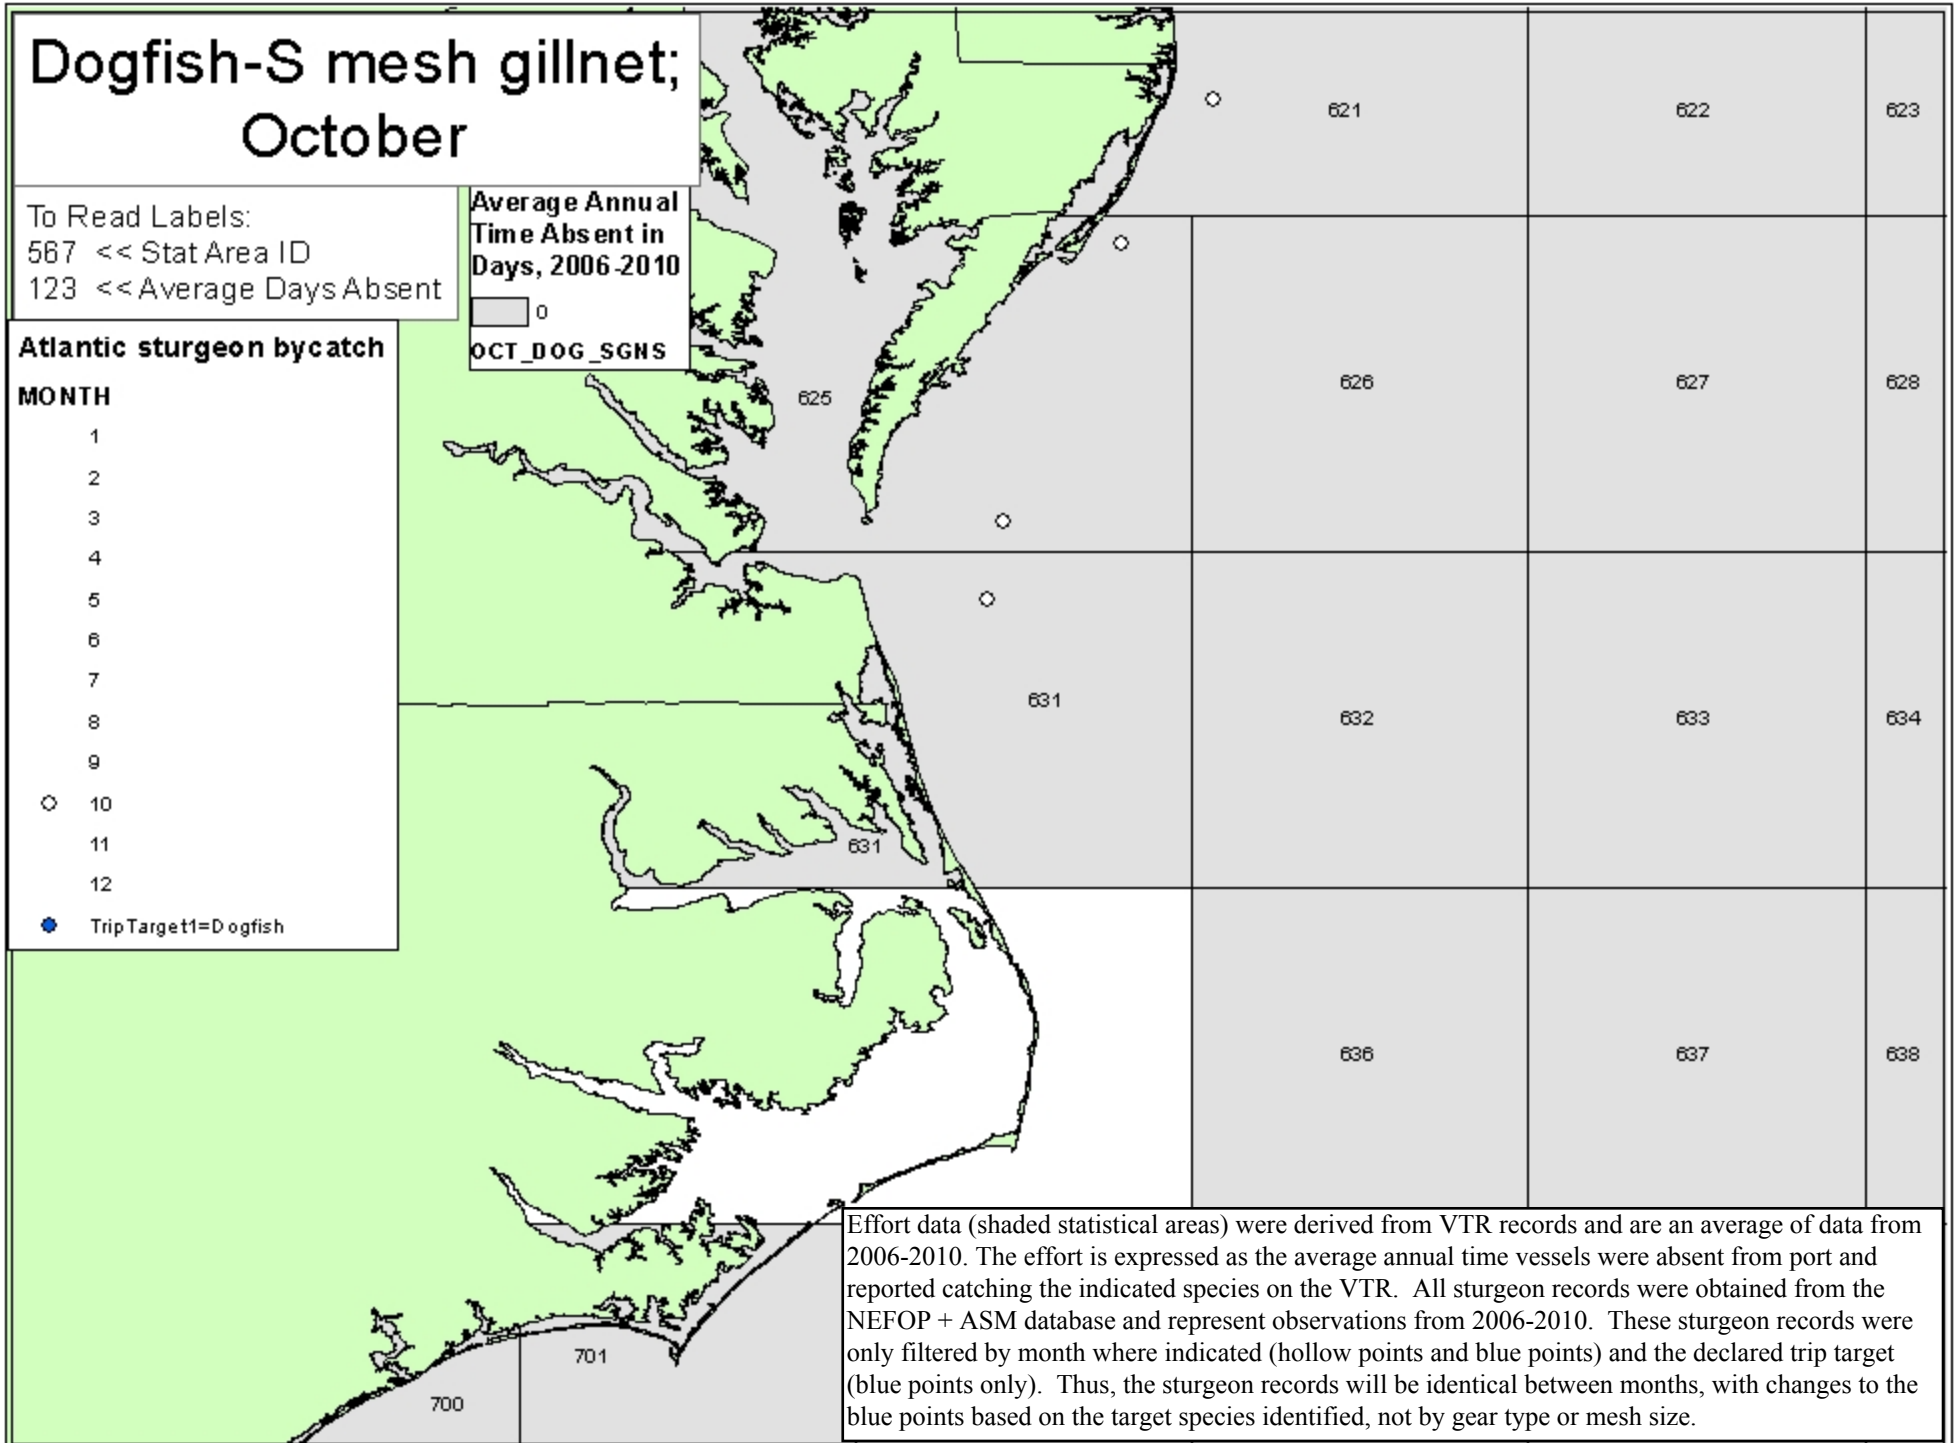 Dogfish-S mesh gillnet;
October
To Read Labels:
567 << Stat Area ID
123 << Average Days Absent
Average Annual
Time Absent in
Days, 2006-2010
0
OCT_DOG_SGNS
Atlantic sturgeon bycatch
MONTH
1
2
3
4
5
6
7
8
9
10
11
12
TripTarget1=Dogfish
621
622
623
625
626
627
628
631
632
633
634
631
636
637
638
701
700
Effort data (shaded statistical areas) were derived from VTR records and are an average of data from
2006-2010. The effort is expressed as the average annual time vessels were absent from port and
reported catching the indicated species on the VTR. All sturgeon records were obtained from the
NEFOP + ASM database and represent observations from 2006-2010. These sturgeon records were
only filtered by month where indicated (hollow points and blue points) and the declared trip target
(blue points only). Thus, the sturgeon records will be identical between months, with changes to the
blue points based on the target species identified, not by gear type or mesh size.